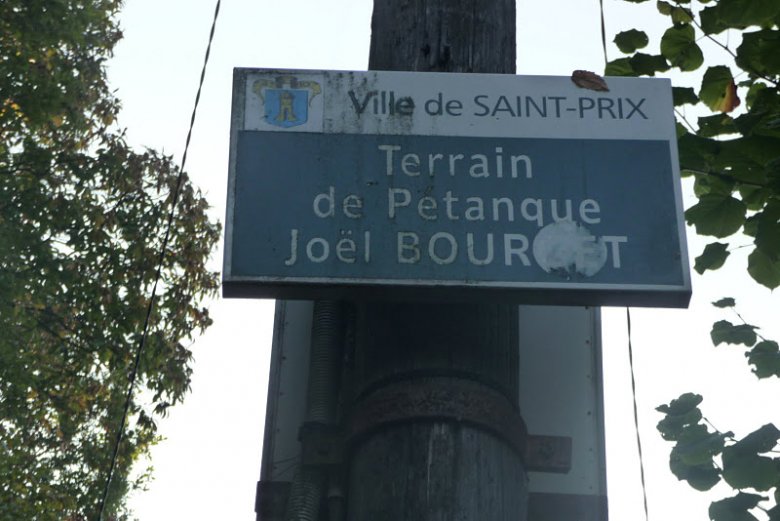 Ville de SAINT-PRIX
Terrain
de Pétanque
Joël